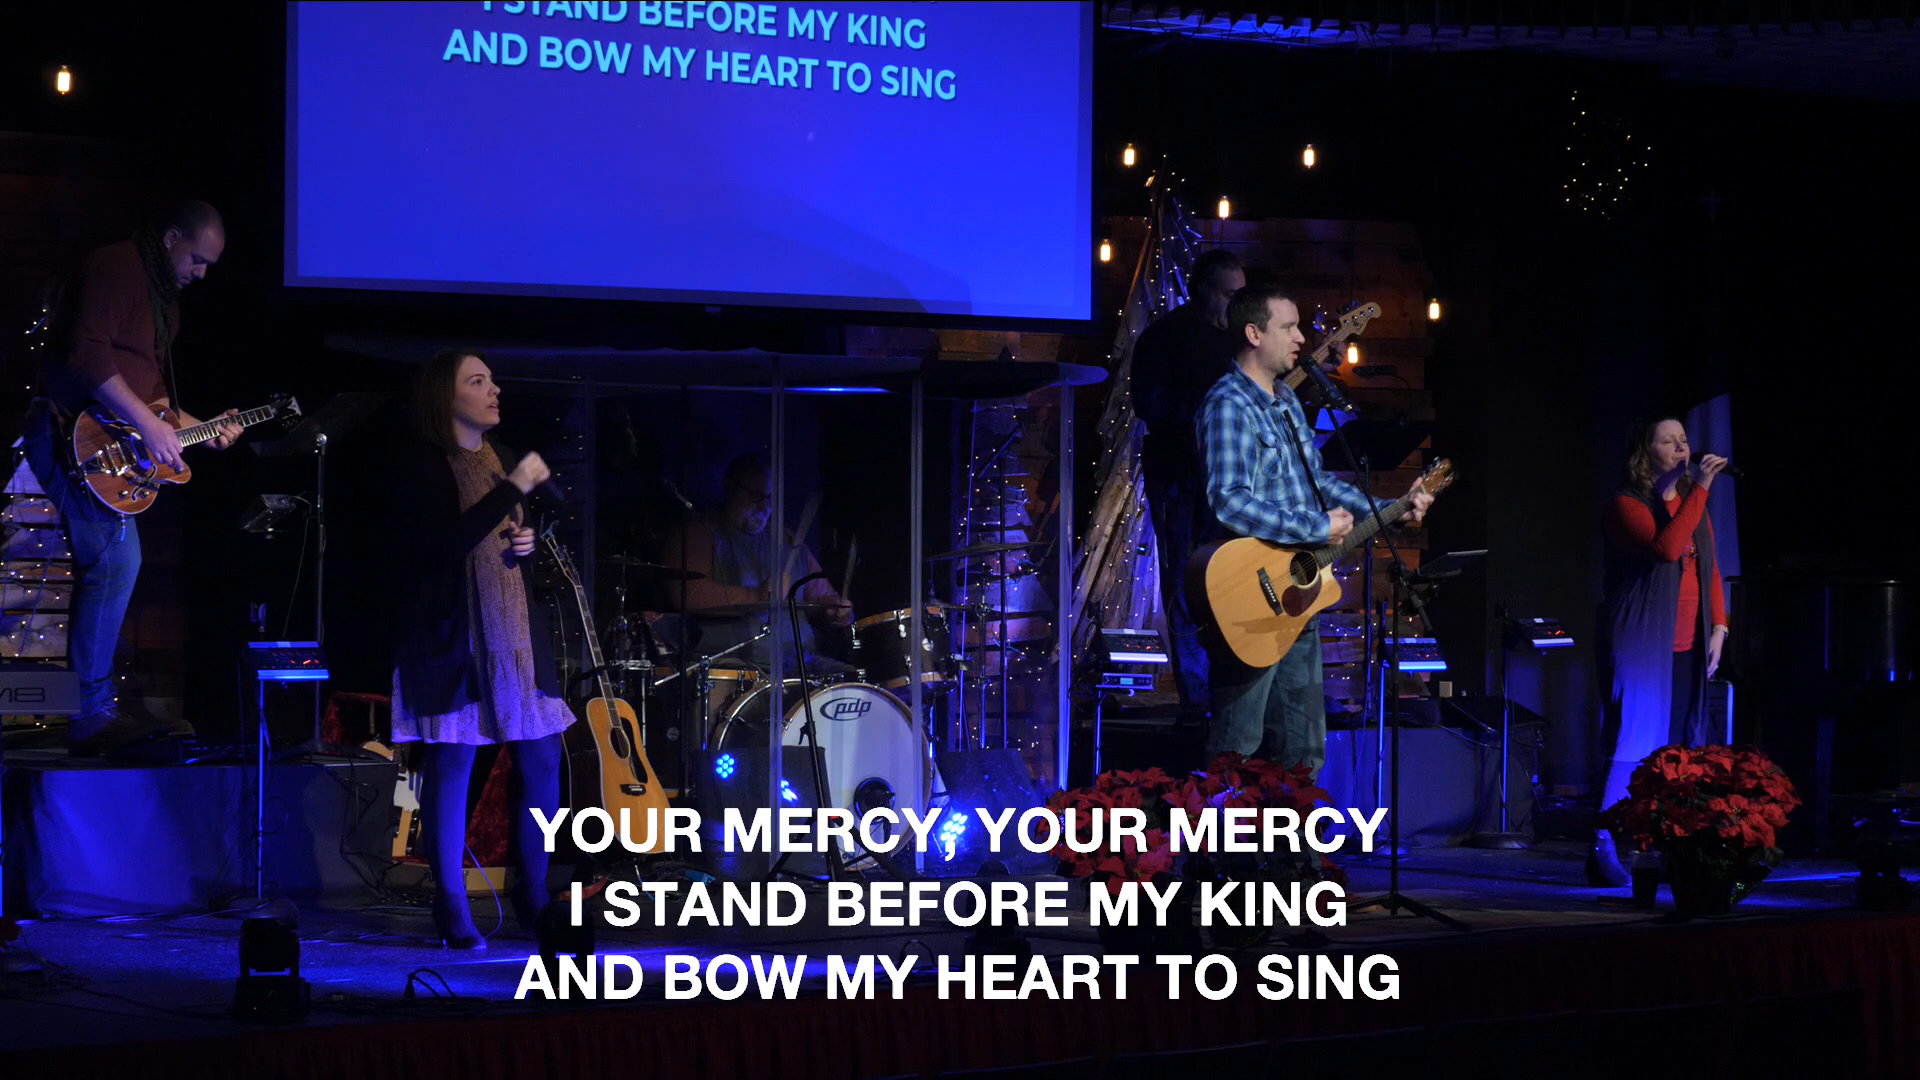 I STAND BEFORE MY KING
AND BOW MY HEART TO SING
pdp
YOUR MERCY, YOUR MERCY
I STAND BEFORE MY KING
AND BOW MY HEART TO SING